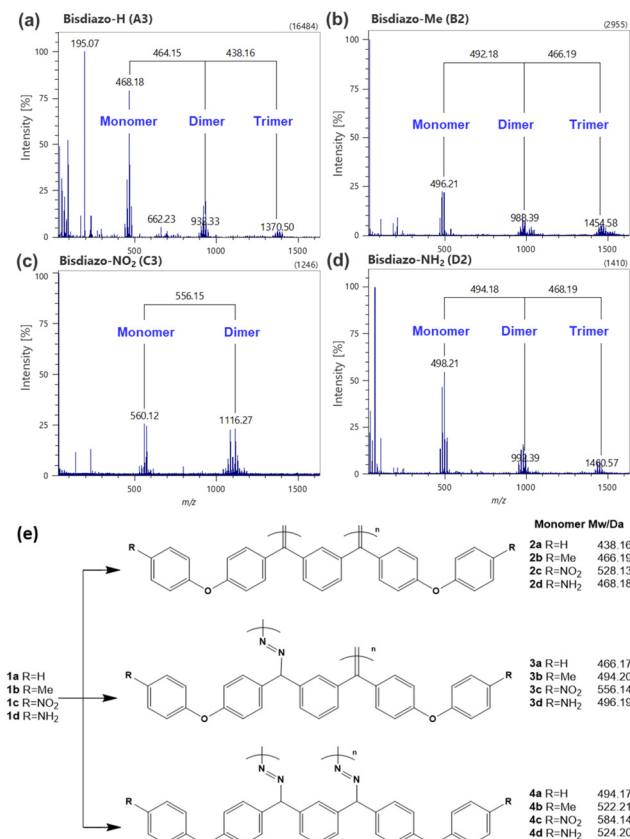 (a) Bisdiazo-H (A3) (16484)
195.07
464.15 438.16
468.18
Monomer Dimer Trimer
662.23 932.33 1370.50
Intensity [%]
100
75
50
25
0
500 1000 1500
(b) Bisdiazo-Me (B2) (2955)
492.18 466.19
Monomer Dimer Trimer
496.21
988.39 1454.58
Intensity [%]
100
75
50
25
0
500 1000 1500
(c) Bisdiazo-NO2 (C3) (1246)
556.15
Monomer Dimer
560.12 1116.27
Intensity [%]
100
75
50
25
0
500 1000 1500
m/z
(d) Bisdiazo-NH2 (D2) (1410)
494.18 468.19
Monomer Dimer Trimer
498.21
992.39 1460.57
Intensity [%]
100
75
50
25
0
500 1000 1500
m/z
(e)
Monomer Mw/Da
1a R=H
1b R=Me
1c R=NO2
1d R=NH2
R O n O R
2a R=H 438.16
2b R=Me 466.19
2c R=NO2 528.13
2d R=NH2 468.18
N N n
R O O R
3a R=H 466.17
3b R=Me 494.20
3c R=NO2 556.14
3d R=NH2 496.19
N N N N n
R R
4a R=H 494.17
4b R=Me 522.21
4c R=NO2 584.14
4d R=NH2 524.20